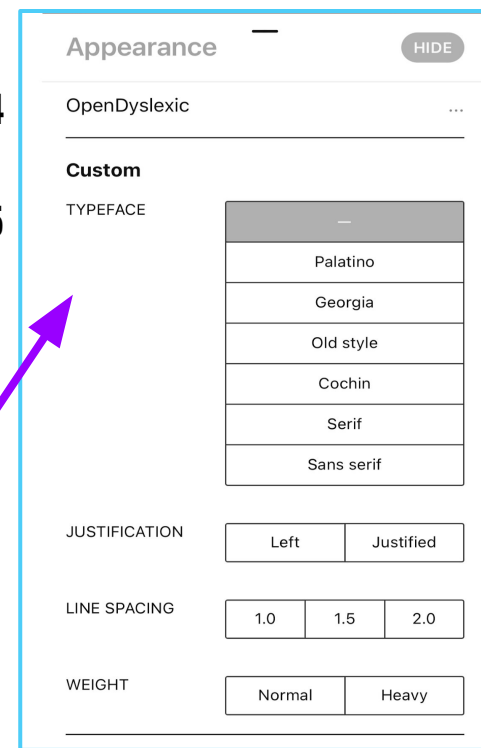 Appearance
HIDE
OpenDyslexic ...
Custom
TYPEFACE
—
Palatino
Georgia
Old style
Cochin
Serif
Sans serif
JUSTIFICATION Left Justified
LINE SPACING 1.0 1.5 2.0
WEIGHT Normal Heavy